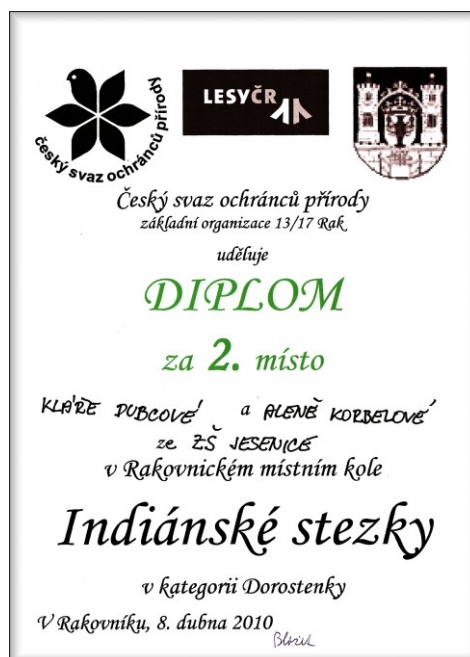 český svaz ochránců přírody
LESY ČR
Český svaz ochránců přírody
základní organizace 13/17 Rak
uděluje
DIPLOM
za 2. místo
KLÁŘE DUBCOVÉ a ALENĚ KORBELOVÉ
ze ZŠ JESENICE
v Rakovnickém místním kole
Indiánské stezky
v kategorii Dorostenky
V Rakovníku, 8. dubna 2010